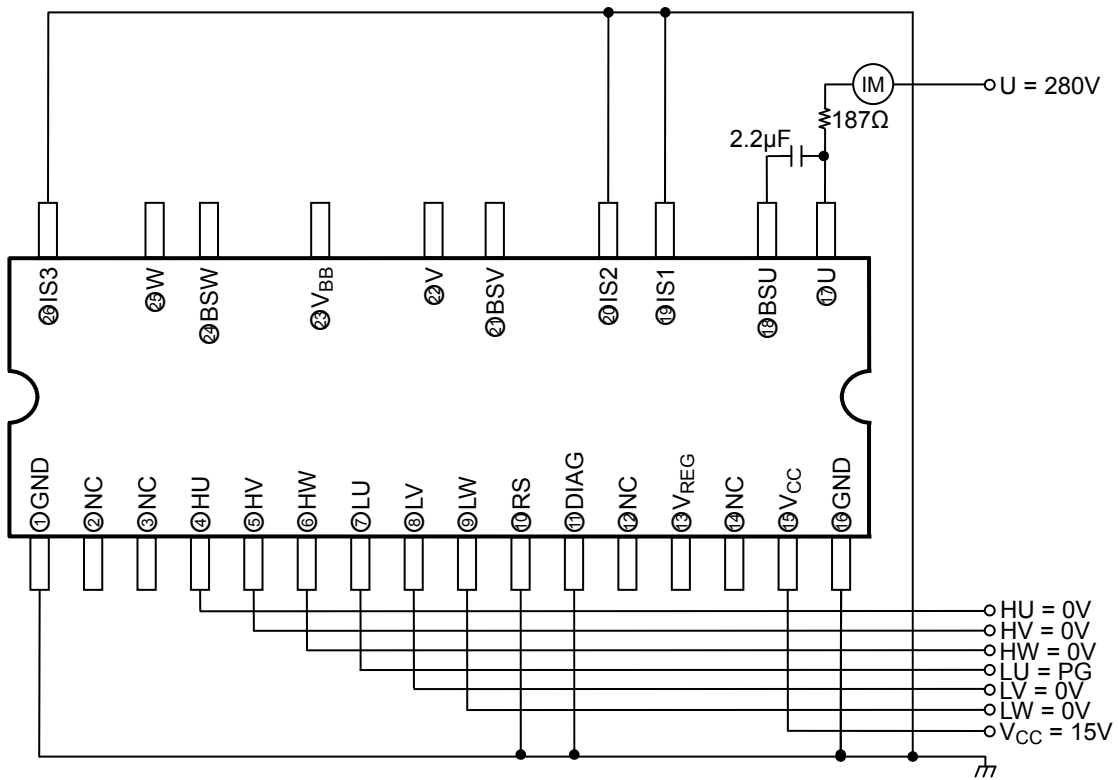 IM
U = 280V
187Ω
2.2μF
㉖IS3
㉕W
㉔BSW
㉓VBB
㉒V
㉑BSV
⑳IS2
⑲IS1
⑱BSU
⑰U
①GND
②NC
③NC
④HU
⑤HV
⑥HW
⑦LU
⑧LV
⑨LW
⑩RS
⑪DIAG
⑫NC
⑬VREG
⑭NC
⑮VCC
⑯GND
HU = 0V
HV = 0V
HW = 0V
LU = PG
LV = 0V
LW = 0V
VCC = 15V